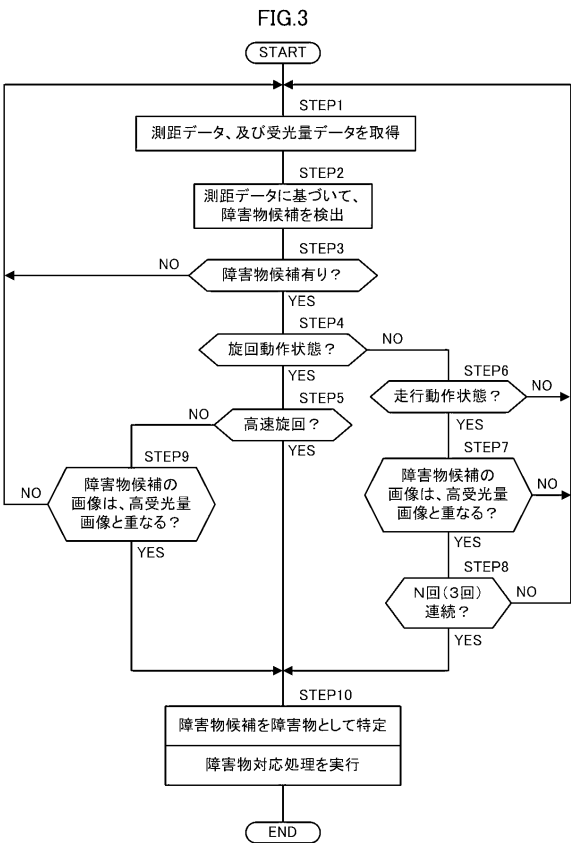 FIG.3
START
STEP1
測距データ、及び受光量データを取得
STEP2
測距データに基づいて、
障害物候補を検出
STEP3
NO
障害物候補有り？
YES
STEP4
旋回動作状態？
NO
YES
STEP6
走行動作状態？
NO
YES
STEP5
NO
高速旋回？
YES
STEP9
NO
障害物候補の
画像は、高受光量
画像と重なる？
YES
STEP7
障害物候補の
画像は、高受光量
画像と重なる？
NO
YES
STEP8
N回(3回)
連続？
NO
YES
STEP10
障害物候補を障害物として特定
障害物対応処理を実行
END